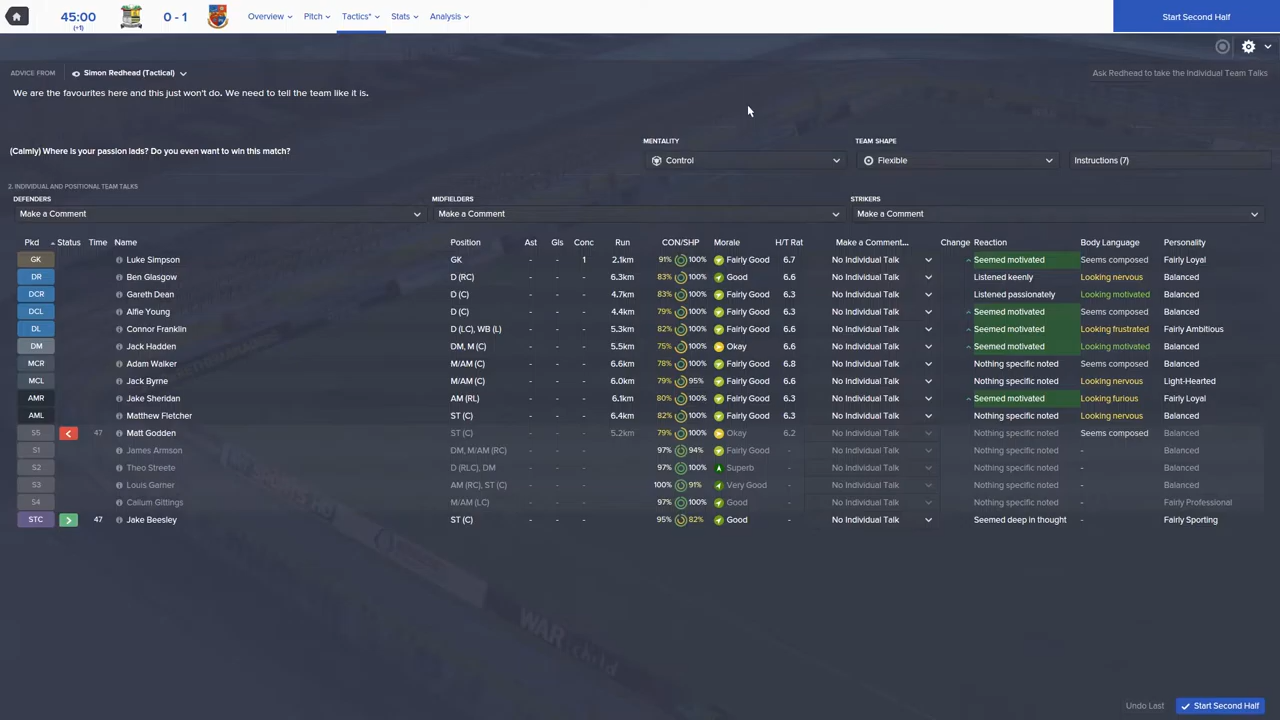 45:00
(+1)
0 - 1
Overview
Pitch
Tactics*
Stats
Analysis
Start Second Half
ADVICE FROM
Simon Redhead (Tactical)
Ask Redhead to take the Individual Team Talks
We are the favourites here and this just won't do. We need to tell the team like it is.
MENTALITY
TEAM SHAPE
(Calmly) Where is your passion lads? Do you even want to win this match?
Control
Flexible
Instructions (7)
2. INDIVIDUAL AND POSITIONAL TEAM TALKS
DEFENDERS
MIDFIELDERS
STRIKERS
Make a Comment
Make a Comment
Make a Comment
Pkd Status Time Name Position Ast Gls Conc Run CON/SHP Morale H/T Rat Make a Comment... Change Reaction Body Language Personality
GK Luke Simpson GK - - 1 2.1km 91% 100% Fairly Good 6.7 No Individual Talk Seemed motivated Seems composed Fairly Loyal
DR Ben Glasgow D (RC) - - - 6.3km 83% 100% Good 6.6 No Individual Talk Listened keenly Looking nervous Balanced
DCR Gareth Dean D (C) - - - 4.7km 83% 100% Fairly Good 6.3 No Individual Talk Listened passionately Looking motivated Balanced
DCL Alfie Young D (C) - - - 4.4km 79% 100% Fairly Good 6.3 No Individual Talk Seemed motivated Seems composed Balanced
DL Connor Franklin D (LC), WB (L) - - - 5.3km 82% 100% Fairly Good 6.6 No Individual Talk Seemed motivated Looking frustrated Fairly Ambitious
DM Jack Hadden DM, M (C) - - - 5.5km 75% 100% Okay 6.6 No Individual Talk Seemed motivated Looking motivated Balanced
MCR Adam Walker M/AM (C) - - - 6.6km 78% 100% Fairly Good 6.8 No Individual Talk Nothing specific noted Seems composed Balanced
MCL Jack Byrne M/AM (C) - - - 6.0km 79% 95% Fairly Good 6.6 No Individual Talk Nothing specific noted Looking nervous Light-Hearted
AMR Jake Sheridan AM (RL) - - - 6.1km 80% 100% Fairly Good 6.3 No Individual Talk Seemed motivated Looking furious Fairly Loyal
AML Matthew Fletcher ST (C) - - - 6.4km 82% 100% Fairly Good 6.3 No Individual Talk Nothing specific noted Looking nervous Balanced
S5 47 Matt Godden ST (C) - - - 5.2km 79% 100% Okay 6.2 No Individual Talk Nothing specific noted Seems composed Balanced
S1 James Armson DM, M/AM (RC) - - - 97% 94% Fairly Good - No Individual Talk Nothing specific noted - Balanced
S2 Theo Streete D (RLC), DM - - - 97% 100% Superb - No Individual Talk Nothing specific noted - Balanced
S3 Louis Garner AM (RC), ST (C) - - - 100% 91% Very Good - No Individual Talk Nothing specific noted - Balanced
S4 Callum Gittings M/AM (LC) - - - 97% 100% Good - No Individual Talk Nothing specific noted - Fairly Professional
STC 47 Jake Beesley ST (C) - - - 95% 82% Good - No Individual Talk Seemed deep in thought - Fairly Sporting
WAR child
Undo Last
Start Second Half